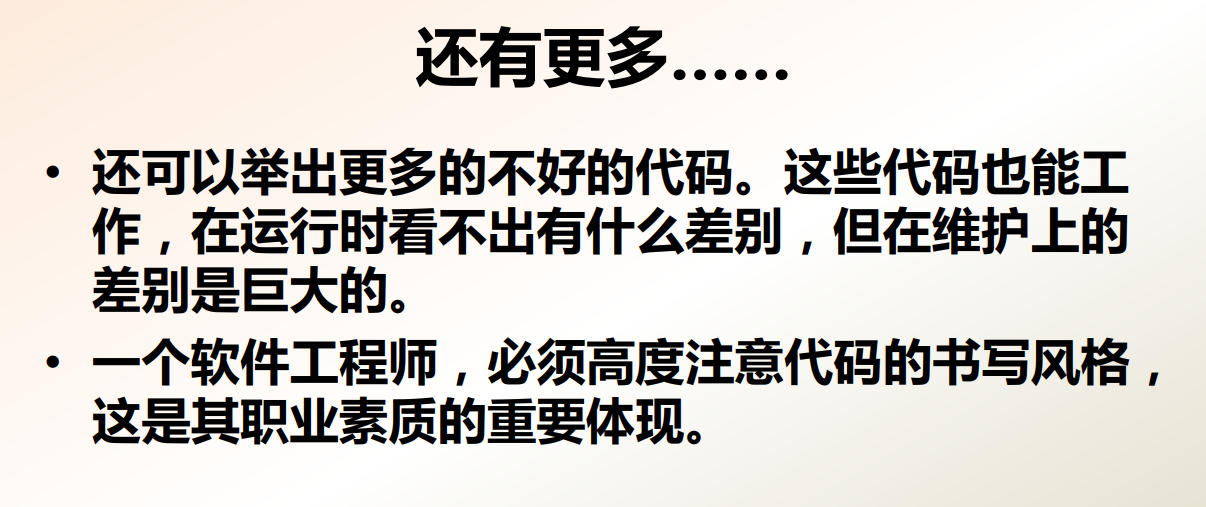 还有更多……
• 还可以举出更多的不好的代码。这些代码也能工
作，在运行时看不出有什么差别，但在维护上的
差别是巨大的。
• 一个软件工程师，必须高度注意代码的书写风格，
这是其职业素质的重要体现。